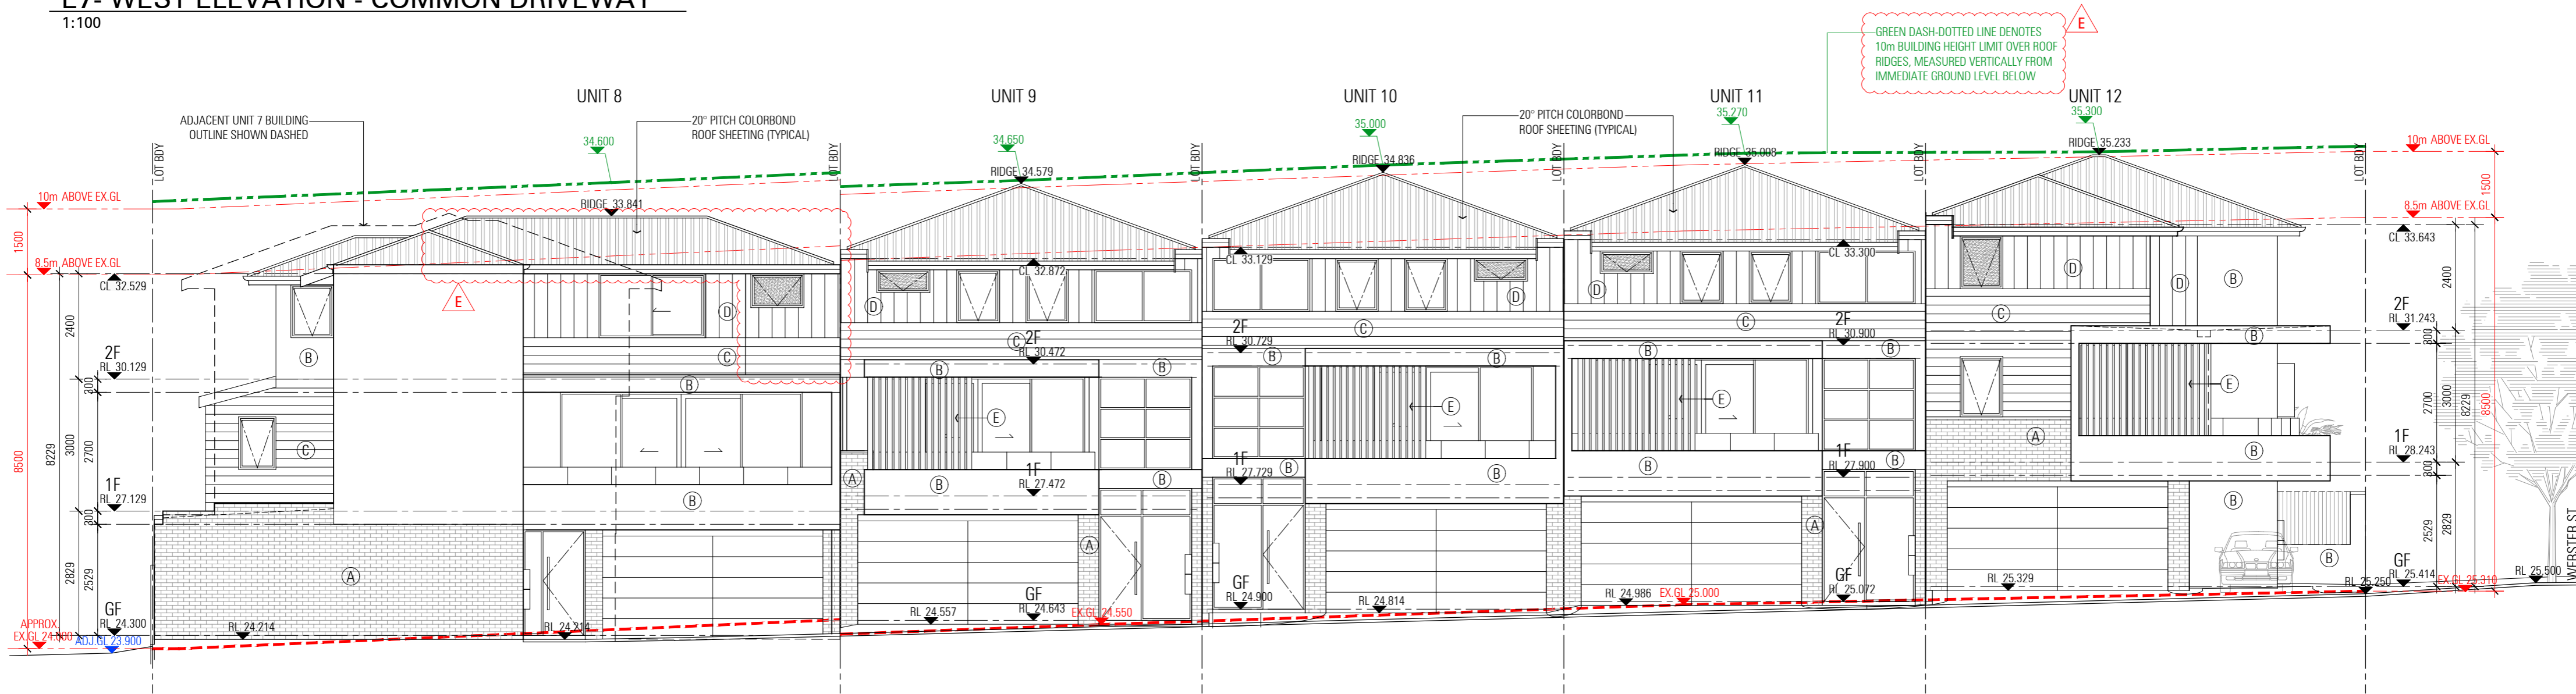 E7- WEST ELEVATION - COMMON DRIVEWAY
1:100
GREEN DASH-DOTTED LINE DENOTES
10m BUILDING HEIGHT LIMIT OVER ROOF
RIDGES, MEASURED VERTICALLY FROM
IMMEDIATE GROUND LEVEL BELOW
E
UNIT 8
UNIT 9
UNIT 10
UNIT 11
UNIT 12
ADJACENT UNIT 7 BUILDING
OUTLINE SHOWN DASHED
20° PITCH COLORBOND
ROOF SHEETING (TYPICAL)
20° PITCH COLORBOND
ROOF SHEETING (TYPICAL)
34.600
34.650
35.000
35.270
35.300
LOT BDY
LOT BDY
LOT BDY
LOT BDY
LOT BDY
LOT BDY
RIDGE 33.841
RIDGE 34.579
RIDGE 34.836
RIDGE 35.008
RIDGE 35.233
10m ABOVE EX.GL
8.5m ABOVE EX.GL
CL 32.529
2F
RL 30.129
1F
RL 27.129
GF
RL 24.300
APPROX.
ADJ.GL 23.900
1500
8500
8229
2400
3000
2829
300
2700
300
2529
E
B
C
A
D
C
B
B
RL 24.214
RL 24.214
CL 32.872
D
C
2F
RL 30.472
B
B
E
A
1F
RL 27.472
B
B
A
GF
RL 24.643
RL 24.557
EX.GL 24.550
CL 33.129
D
C
2F
RL 30.729
B
B
E
1F
RL 27.729
B
B
GF
RL 24.900
RL 24.814
CL 33.300
D
C
2F
RL 30.900
B
B
E
1F
RL 27.900
B
B
A
GF
RL 25.072
RL 24.986
EX.GL 25.000
D
D
B
C
B
E
A
B
B
B
RL 25.329
RL 25.250
10m ABOVE EX.GL
8.5m ABOVE EX.GL
CL 33.643
2F
RL 31.243
1F
RL 28.243
GF
RL 25.414
EX.GL 25.310
RL 25.500
1500
8500
8229
2400
3000
2829
300
2700
300
2529
WEBSTER ST